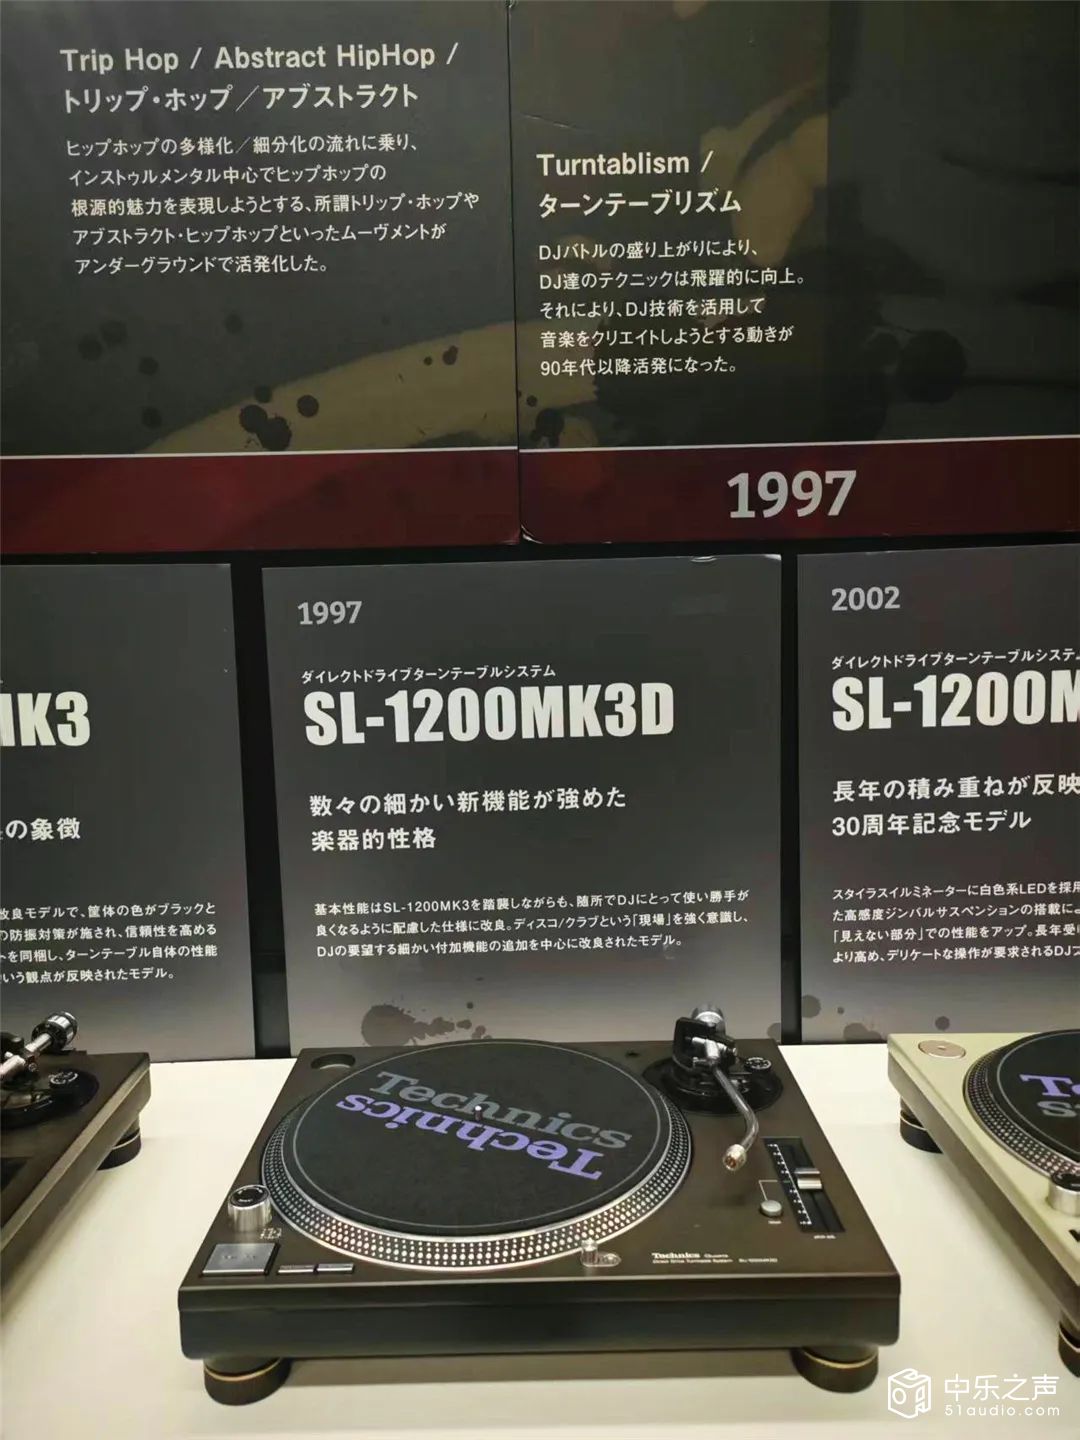 Trip Hop / Abstract HipHop /
トリップ・ホップ／アブストラクト
ヒップホップの多様化／細分化の流れに乗り、
インストゥルメンタル中心でヒップホップの
根源的魅力を表現しようとする、所謂トリップ・ホップや
アブストラクト・ヒップホップといったムーヴメントが
アンダーグラウンドで活発化した。
Turntablism /
ターンテーブリズム
DJバトルの盛り上がりにより、
DJ達のテクニックは飛躍的に向上。
それにより、DJ技術を活用して
音楽をクリエイトしようとする動きが
90年代以降活発になった。
1997
MK3
の象徴
改良モデルで、筐体の色がブラックと
の防振対策が施され、信頼性を高める
トを同梱し、ターンテーブル自体の性能
いう観点が反映されたモデル。
1997
ダイレクトドライブターンテーブルシステム
SL-1200MK3D
数々の細かい新機能が強めた
楽器的性格
基本性能はSL-1200MK3を踏襲しながらも、随所でDJにとって使い勝手が
良くなるように配慮した仕様に改良。ディスコ/クラブという「現場」を強く意識し、
DJの要望する細かい付加機能の追加を中心に改良されたモデル。
2002
ダイレクトドライブターンテーブルシステ
SL-1200M
長年の積み重ねが反映
30周年記念モデル
スタイラスイルミネーターに白色系LEDを採用
た高感度ジンバルサスペンションの搭載によ
「見えない部分」での性能をアップ。長年受け
より高め、デリケートな操作が要求されるDJプ
Technics
Technics
Technics Quartz
Direct Drive Turntable System SL-1200MK3D
中乐之声
51audio.com